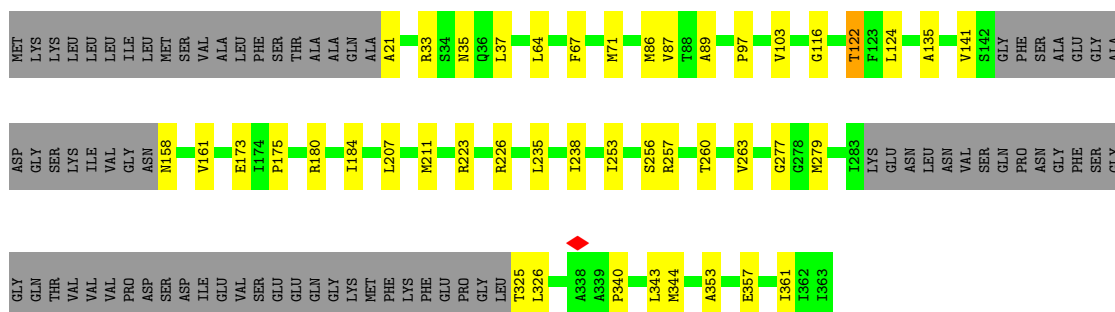 MET LYS LYS LEU LEU LEU ILE LEU MET SER VAL ALA LEU PHE SER THR ALA ALA GLN ALA A21 R33 S34 N35 Q36 L37 L64 F67 M71 M86 V87 T88 A89 P97 V103 G116 T122 F123 L124 A135 V141 S142 GLY PHE SER ALA GLU GLY ALA
ASP GLY SER LYS ILE VAL GLY ASN N158 V161 E173 I174 P175 R180 I184 L207 M211 R223 R226 L235 I238 I253 S256 R257 T260 V263 G277 G278 M279 I283 LYS GLU ASN LEU ASN VAL SER GLN PRO ASN GLY PHE SER GLY
GLY GLN THR VAL VAL VAL PRO ASP SER ASP ILE GLU VAL SER GLU GLU GLN GLY LYS MET PHE LYS PHE GLU PRO GLY LEU T325 L326 A338 A339 P340 L343 M344 A353 E357 I361 I362 I363